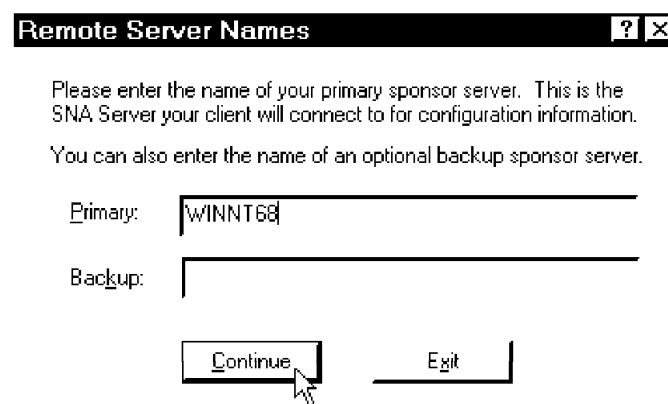 Remote Server Names ? ×
Please enter the name of your primary sponsor server. This is the
SNA Server your client will connect to for configuration information.
You can also enter the name of an optional backup sponsor server.
Primary: WINNT68
Backup:
Continue Exit